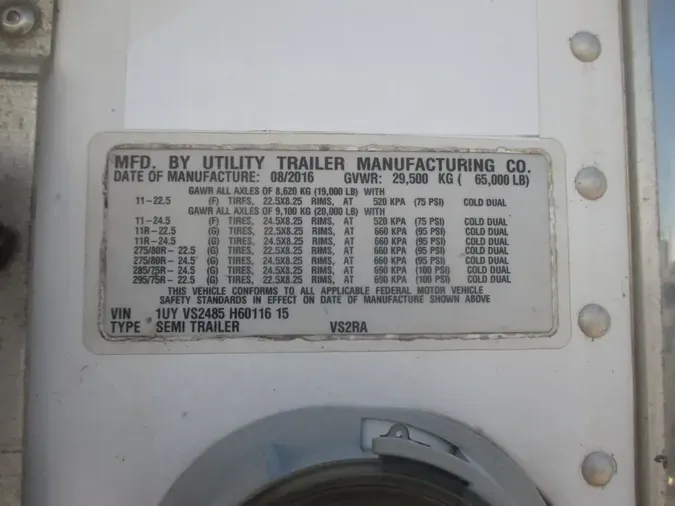 MFD. BY UTILITY TRAILER MANUFACTURING CO.
DATE OF MANUFACTURE: 08/2016 GVWR: 29,500 KG ( 65,000 LB)
GAWR ALL AXLES OF 8,620 KG (19,000 LB) WITH
11-22.5 (F) TIRES, 22.5X8.25 RIMS, AT 520 KPA (75 PSI) COLD DUAL
GAWR ALL AXLES OF 9,100 KG (20,000 LB) WITH
11-24.5 (F) TIRES, 24.5X8.25 RIMS, AT 520 KPA (75 PSI) COLD DUAL
11R-22.5 (G) TIRES, 22.5X8.25 RIMS, AT 660 KPA (95 PSI) COLD DUAL
11R-24.5 (G) TIRES, 24.5X8.25 RIMS, AT 660 KPA (95 PSI) COLD DUAL
275/80R-22.5 (G) TIRES, 22.5X8.25 RIMS, AT 660 KPA (95 PSI) COLD DUAL
275/80R-24.5 (G) TIRES, 24.5X8.25 RIMS, AT 660 KPA (95 PSI) COLD DUAL
285/75R-24.5 (G) TIRES, 24.5X8.25 RIMS, AT 690 KPA (100 PSI) COLD DUAL
295/75R-22.5 (G) TIRES, 22.5X8.25 RIMS, AT 690 KPA (100 PSI) COLD DUAL
THIS VEHICLE CONFORMS TO ALL APPLICABLE FEDERAL MOTOR VEHICLE
SAFETY STANDARDS IN EFFECT ON DATE OF MANUFACTURE SHOWN ABOVE
VIN 1UY VS2485 H60116 15
TYPE SEMI TRAILER VS2RA